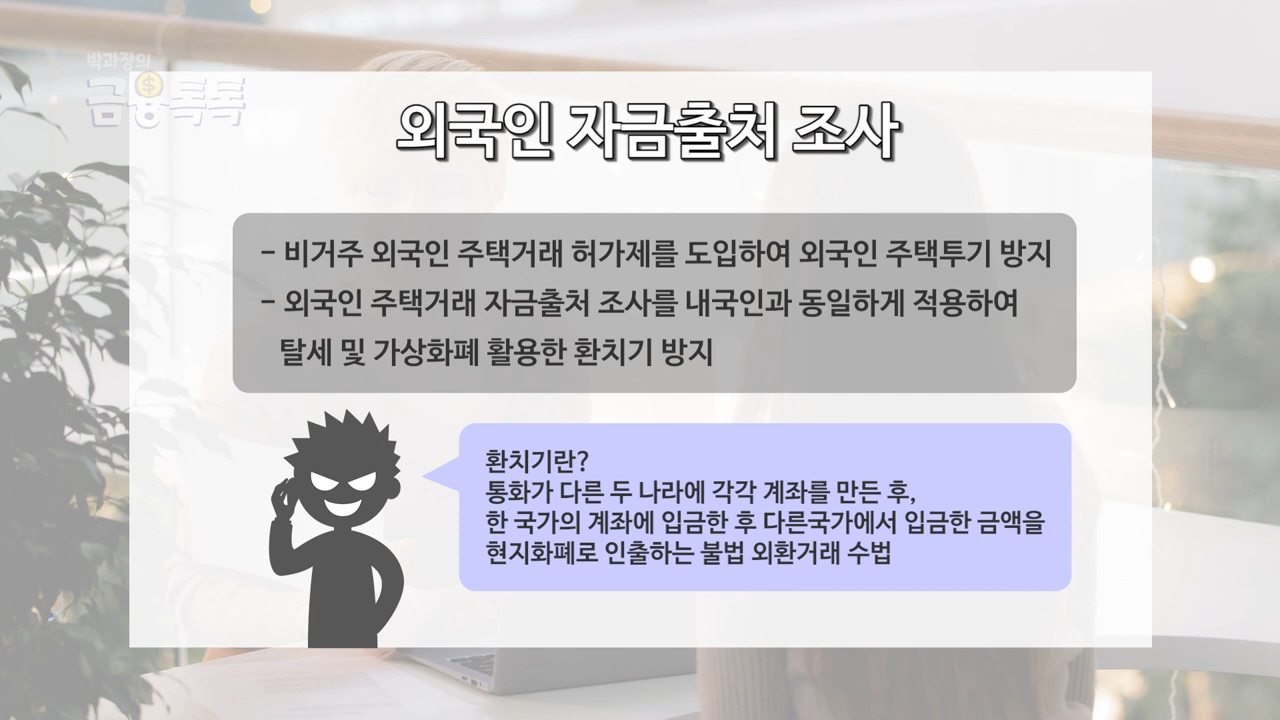 박과장의
금융톡톡
외국인 자금출처 조사
- 비거주 외국인 주택거래 허가제를 도입하여 외국인 주택투기 방지
- 외국인 주택거래 자금출처 조사를 내국인과 동일하게 적용하여
탈세 및 가상화폐 활용한 환치기 방지
환치기란?
통화가 다른 두 나라에 각각 계좌를 만든 후,
한 국가의 계좌에 입금한 후 다른국가에서 입금한 금액을
현지화폐로 인출하는 불법 외환거래 수법